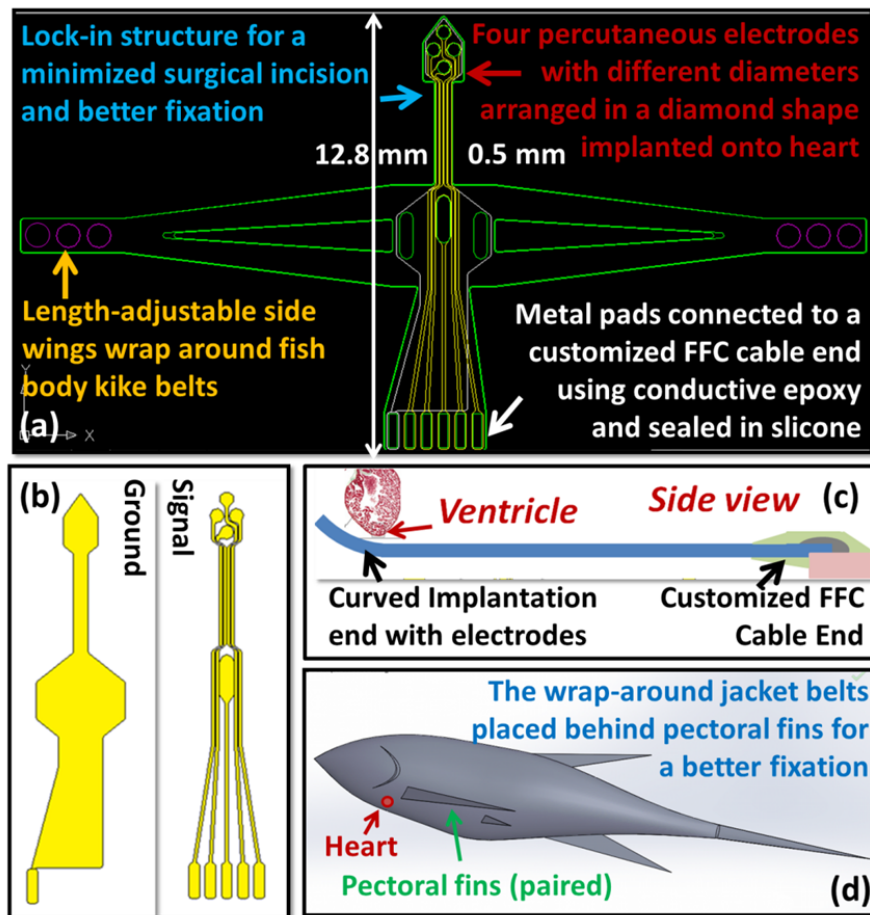 Lock-in structure for a
minimized surgical incision
and better fixation
Four percutaneous electrodes
with different diameters
arranged in a diamond shape
implanted onto heart
12.8 mm
0.5 mm
Length-adjustable side
wings wrap around fish
body kike belts
Metal pads connected to a
customized FFC cable end
using conductive epoxy
and sealed in slicone
Y
X
(a)
(b)
Ground
Signal
(c)
Side view
Ventricle
Curved Implantation
end with electrodes
Customized FFC
Cable End
The wrap-around jacket belts
placed behind pectoral fins for
a better fixation
Heart
Pectoral fins (paired)
(d)